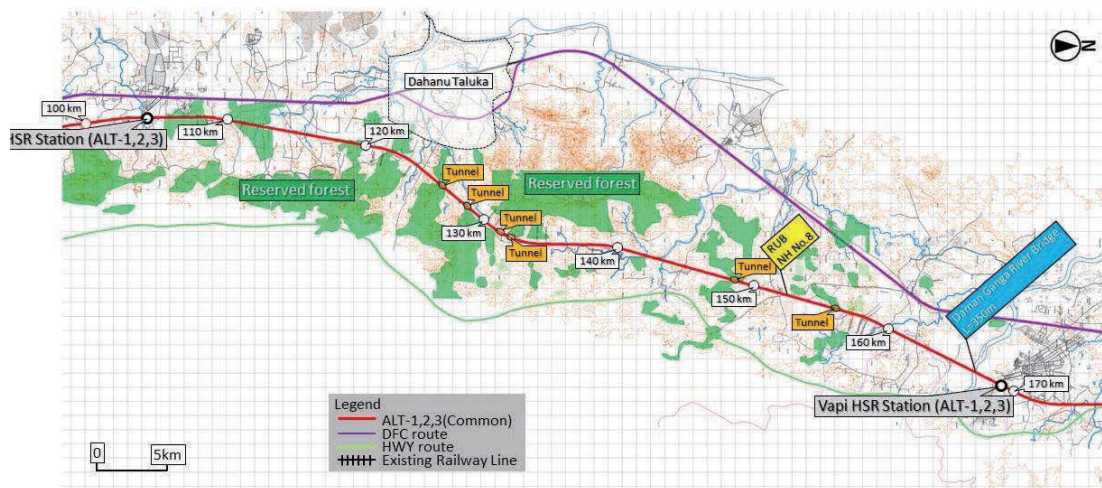 N
Dahanu Taluka
100 km
HSR Station (ALT-1,2,3)
110 km
120 km
Reserved forest
Reserved forest
Tunnel
Tunnel
130 km
Tunnel
Tunnel
140 km
Tunnel
150 km
RUB
NH No.8
Tunnel
160 km
Daman Ganga River Bridge
L=350m
170 km
Vapi HSR Station (ALT-1,2,3)
Legend
ALT-1,2,3(Common)
DFC route
HWY route
Existing Railway Line
0
5km